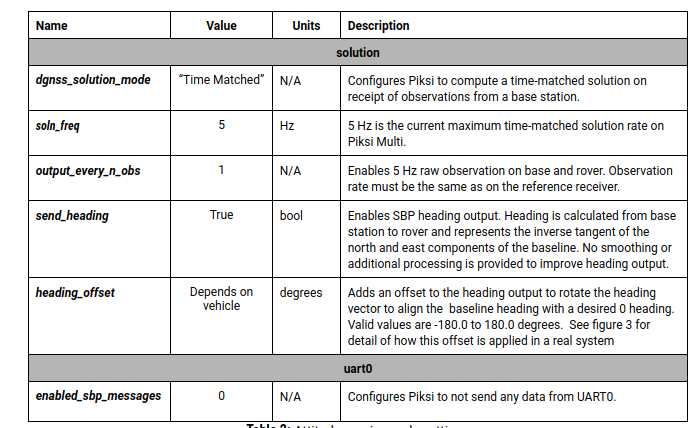 Name Value Units Description
solution
dgnss_solution_mode "Time Matched" N/A Configures Piksi to compute a time-matched solution on
receipt of observations from a base station.
soln_freq 5 Hz 5 Hz is the current maximum time-matched solution rate on
Piksi Multi.
output_every_n_obs 1 N/A Enables 5 Hz raw observation on base and rover. Observation
rate must be the same as on the reference receiver.
send_heading True bool Enables SBP heading output. Heading is calculated from base
station to rover and represents the inverse tangent of the
north and east components of the baseline. No smoothing or
additional processing is provided to improve heading output.
heading_offset Depends on degrees Adds an offset to the heading output to rotate the heading
vehicle vector to align the  baseline heading with a desired 0 heading.
Valid values are -180.0 to 180.0 degrees.  See figure 3 for
detail of how this offset is applied in a real system
uart0
enabled_sbp_messages 0 N/A Configures Piksi to not send any data from UART0.